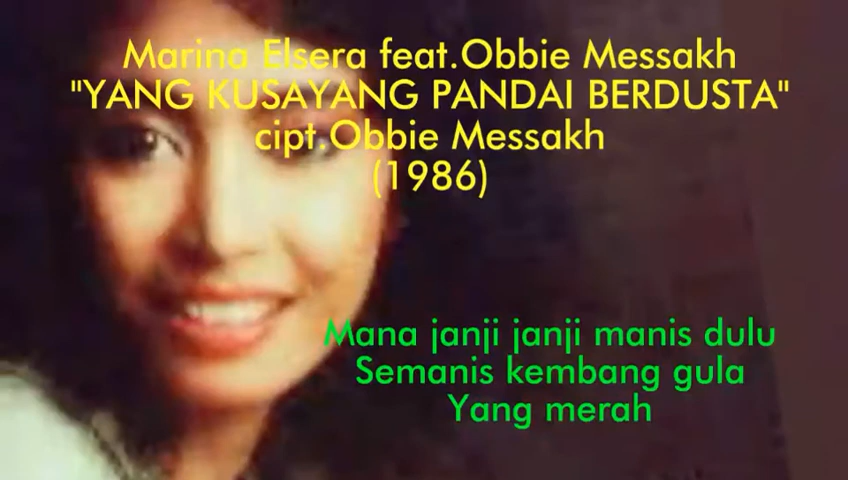 Marina Elsera feat.Obbie Messakh
"YANG KUSAYANG PANDAI BERDUSTA"
cipt.Obbie Messakh
(1986)
Mana janji janji manis dulu
Semanis kembang gula
Yang merah